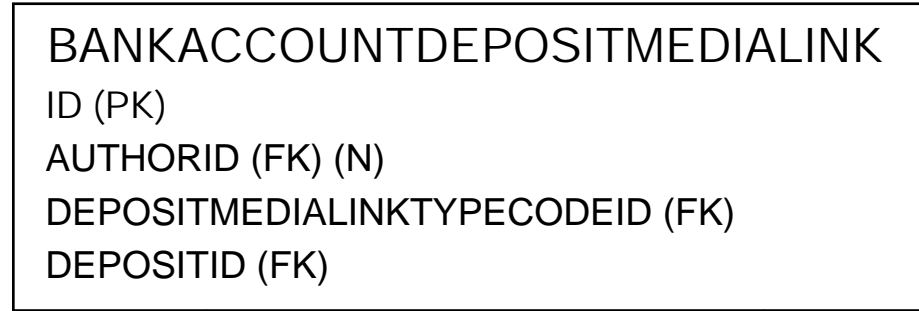 BANKACCOUNTDEPOSITMEDIALINK
ID (PK)
AUTHORID (FK) (N)
DEPOSITMEDIALINKTYPECODEID (FK)
DEPOSITID (FK)